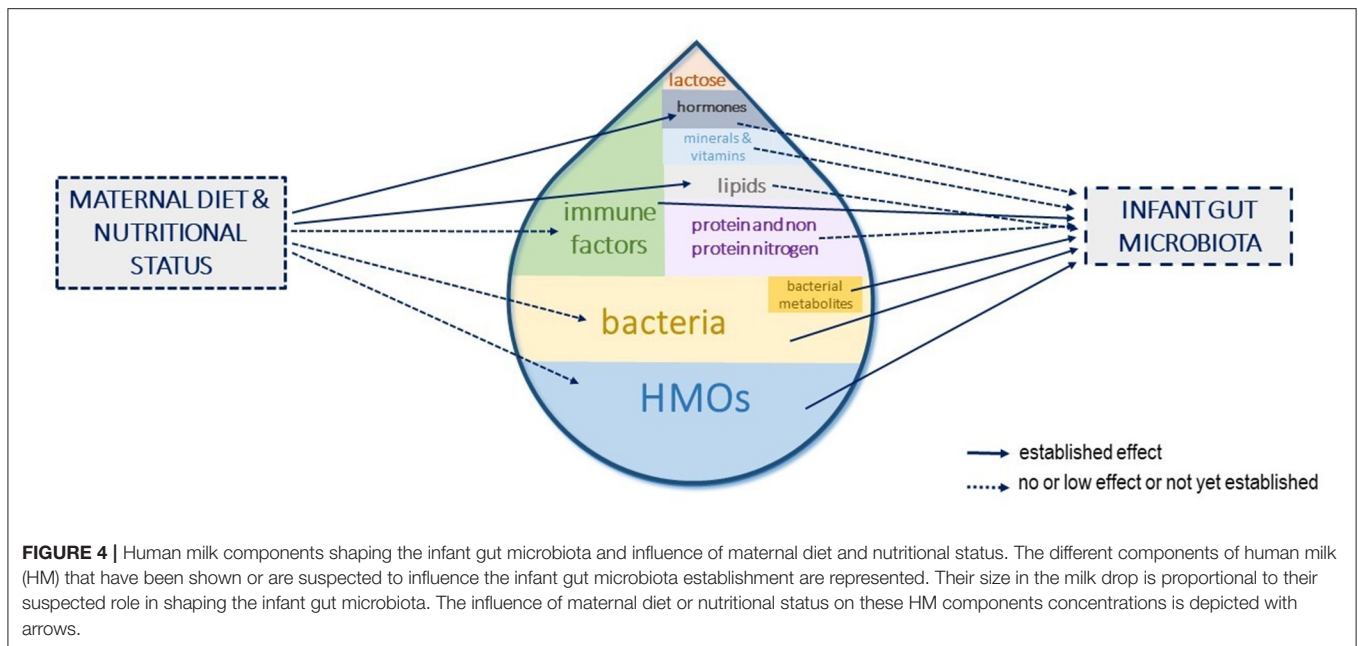 MATERNAL DIET &
NUTRITIONAL
STATUS
lactose
hormones
minerals &
vitamins
lipids
immune
factors
protein and non
protein nitrogen
bacterial
metabolites
bacteria
HMOs
INFANT GUT
MICROBIOTA
established effect
no or low effect or not yet established
FIGURE 4 | Human milk components shaping the infant gut microbiota and influence of maternal diet and nutritional status. The different components of human milk
(HM) that have been shown or are suspected to influence the infant gut microbiota establishment are represented. Their size in the milk drop is proportional to their
suspected role in shaping the infant gut microbiota. The influence of maternal diet or nutritional status on these HM components concentrations is depicted with
arrows.